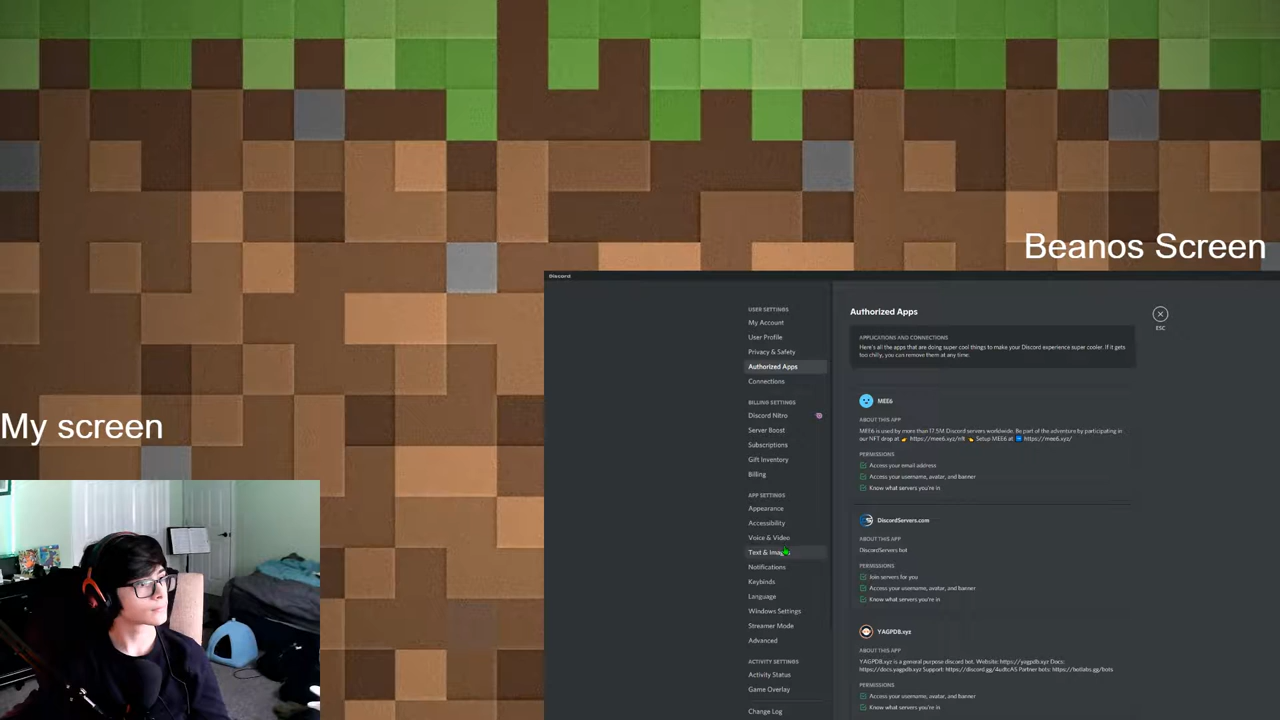 Beanos Screen
My screen
Discord
USER SETTINGS
My Account
User Profile
Privacy & Safety
Authorized Apps
Connections
BILLING SETTINGS
Discord Nitro
Server Boost
Subscriptions
Gift Inventory
Billing
APP SETTINGS
Appearance
Accessibility
Voice & Video
Text & Images
Notifications
Keybinds
Language
Windows Settings
Streamer Mode
Advanced
ACTIVITY SETTINGS
Activity Status
Game Overlay
Change Log
Authorized Apps
ESC
APPLICATIONS AND CONNECTIONS
Here's all the apps that are doing super cool things to make your Discord experience super cooler. If it gets
too chilly, you can remove them at any time.
MEE6
ABOUT THIS APP
MEE6 is used by more than 17.5M Discord servers worldwide. Be part of the adventure by participating in
our NFT drop at 👉 https://mee6.xyz/nft 👈 Setup MEE6 at ➡️ https://mee6.xyz/
PERMISSIONS
Access your email address
Access your username, avatar, and banner
Know what servers you're in
DiscordServers.com
ABOUT THIS APP
DiscordServers bot
PERMISSIONS
Join servers for you
Access your username, avatar, and banner
Know what servers you're in
YAGPDB.xyz
ABOUT THIS APP
YAGPDB.xyz is a general purpose discord bot. Website: https://yagpdb.xyz Docs:
https://docs.yagpdb.xyz Support: https://discord.gg/4udtcA5 Partner bots: https://botlabs.gg/bots
PERMISSIONS
Access your username, avatar, and banner
Know what servers you're in